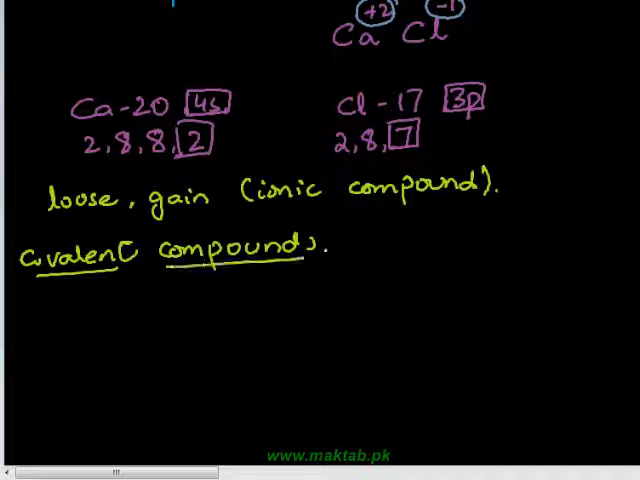 +2 -1
Ca Cl
Ca-20 4s Cl-17 3p
2,8,8,2 2,8,7
loose, gain (ionic compound).
covalent compounds.
www.maktab.pk